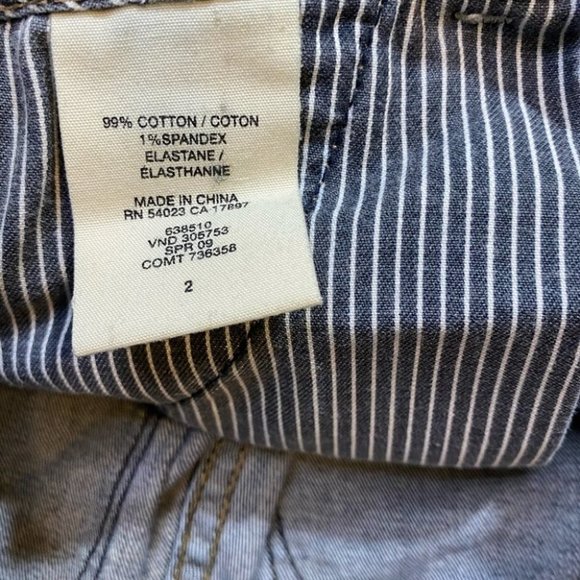 99% COTTON / COTON
1%SPANDEX
ELASTANE /
ÉLASTHANNE
MADE IN CHINA
RN 54023 CA 17897
638510
VND 305753
SPR 09
COMT 736358
2